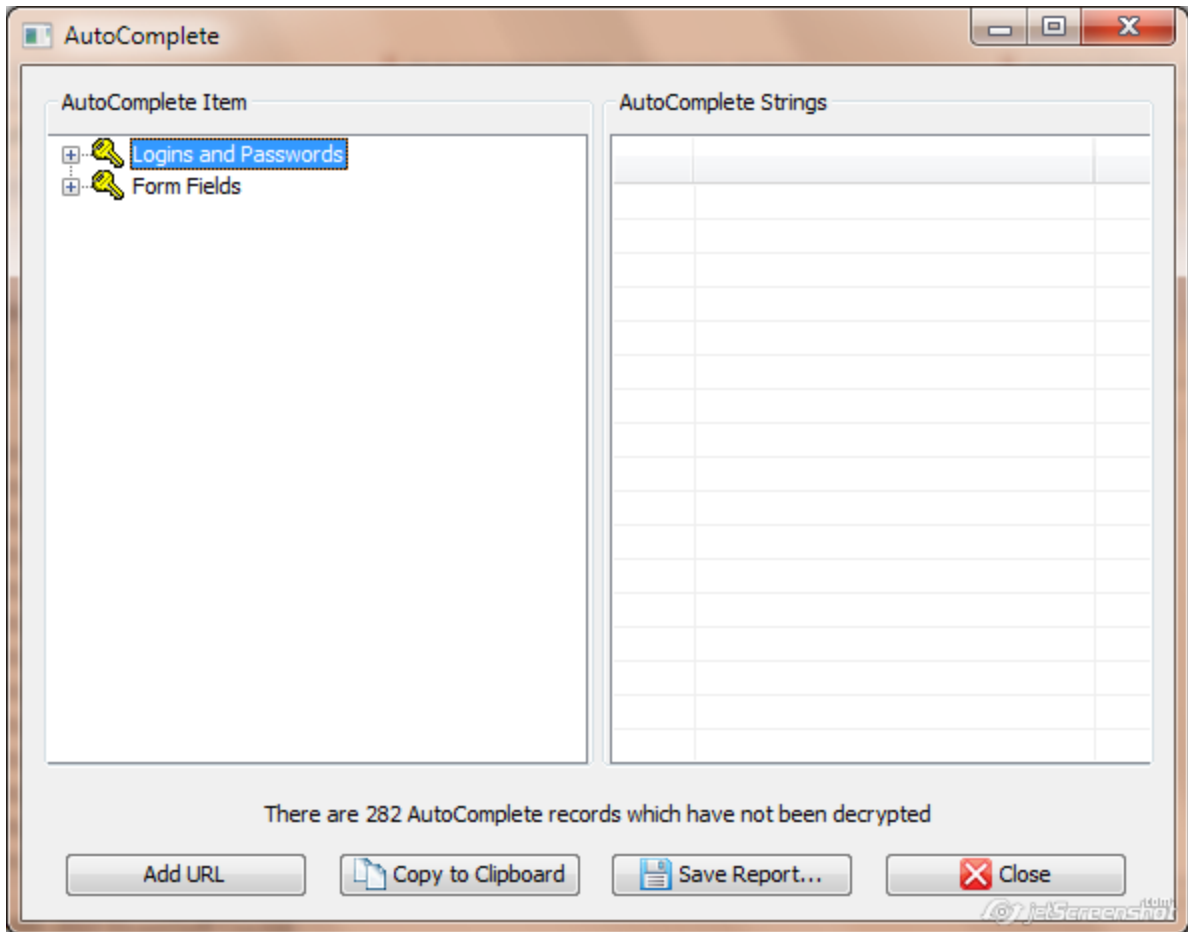 AutoComplete
AutoComplete Item
Logins and Passwords
Form Fields
AutoComplete Strings
There are 282 AutoComplete records which have not been decrypted
Add URL
Copy to Clipboard
Save Report...
Close
jetScreenshot
.com